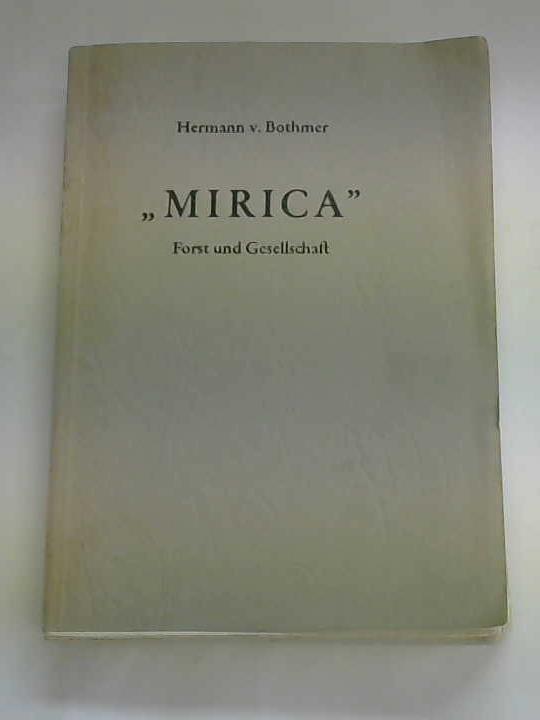 Hermann v. Bothmer
„MIRICA”
Forst und Gesellschaft